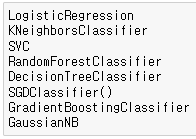 LogisticRegression
KNeighborsClassifier
SVC
RandomForestClassifier
DecisionTreeClassifier
SGDClassifier()
GradientBoostingClassifier
GaussianNB